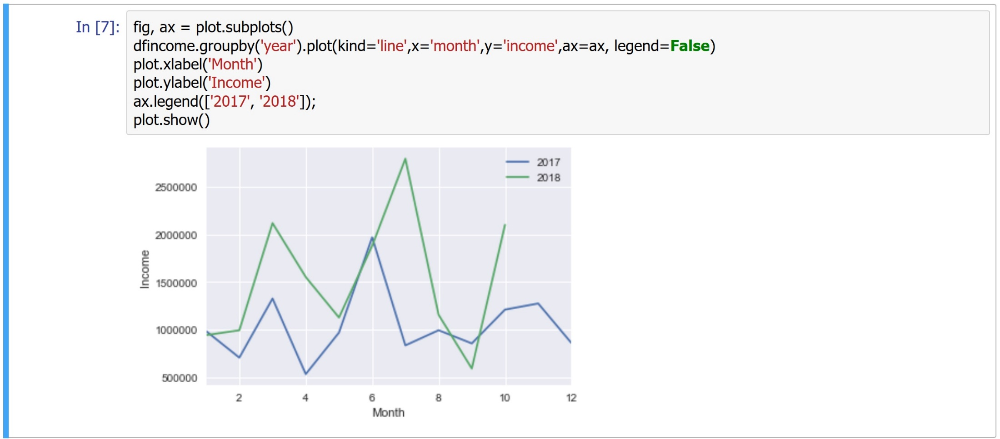 In [7]:
fig, ax = plot.subplots()
dfincome.groupby('year').plot(kind='line',x='month',y='income',ax=ax, legend=False)
plot.xlabel('Month')
plot.ylabel('Income')
ax.legend(['2017', '2018']);
plot.show()
2017
2018
2500000
2000000
1500000
1000000
500000
Income
2 4 6 8 10 12
Month